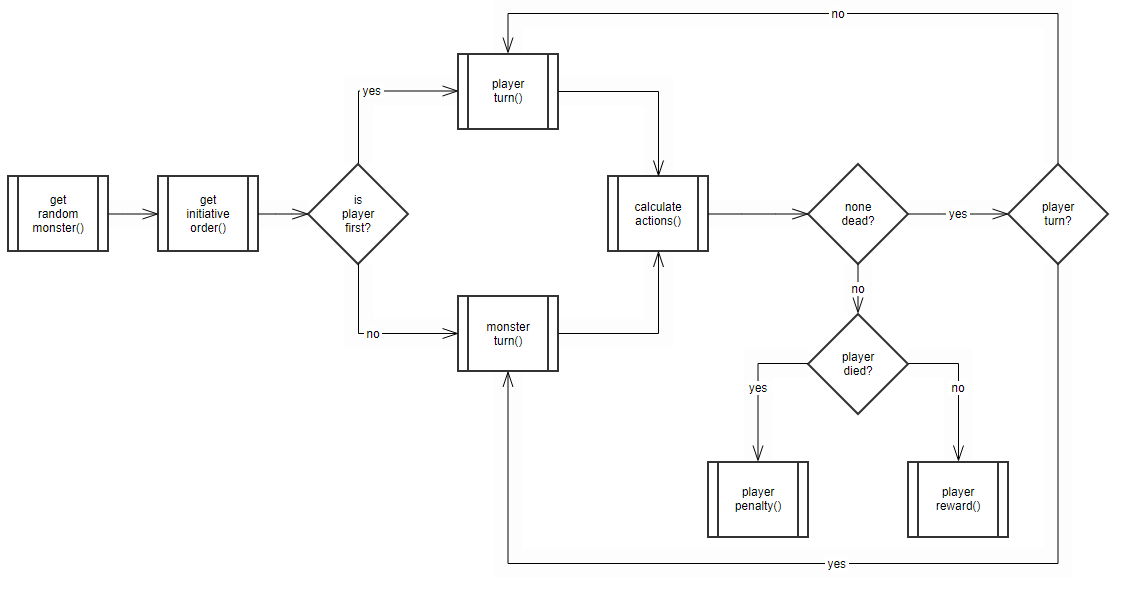 no
player
turn()
yes
get
random
monster()
get
initiative
order()
is
player
first?
calculate
actions()
none
dead?
yes
player
turn?
no
monster
turn()
no
player
died?
yes
no
player
penalty()
player
reward()
yes